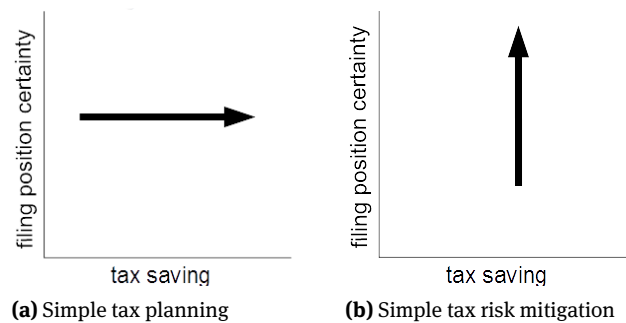 filing position certainty
tax saving
(a) Simple tax planning
filing position certainty
tax saving
(b) Simple tax risk mitigation